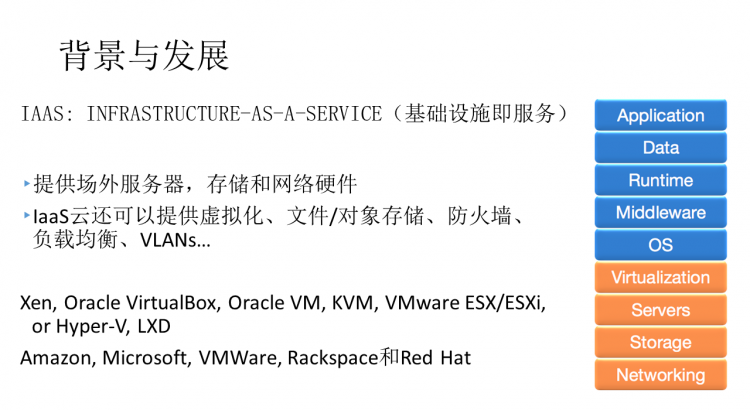 背景与发展
IAAS: INFRASTRUCTURE-AS-A-SERVICE（基础设施即服务）
提供场外服务器，存储和网络硬件
IaaS云还可以提供虚拟化、文件/对象存储、防火墙、
负载均衡、VLANs...
Xen, Oracle VirtualBox, Oracle VM, KVM, VMware ESX/ESXi,
or Hyper-V, LXD
Amazon, Microsoft, VMWare, Rackspace和Red Hat
Application
Data
Runtime
Middleware
OS
Virtualization
Servers
Storage
Networking